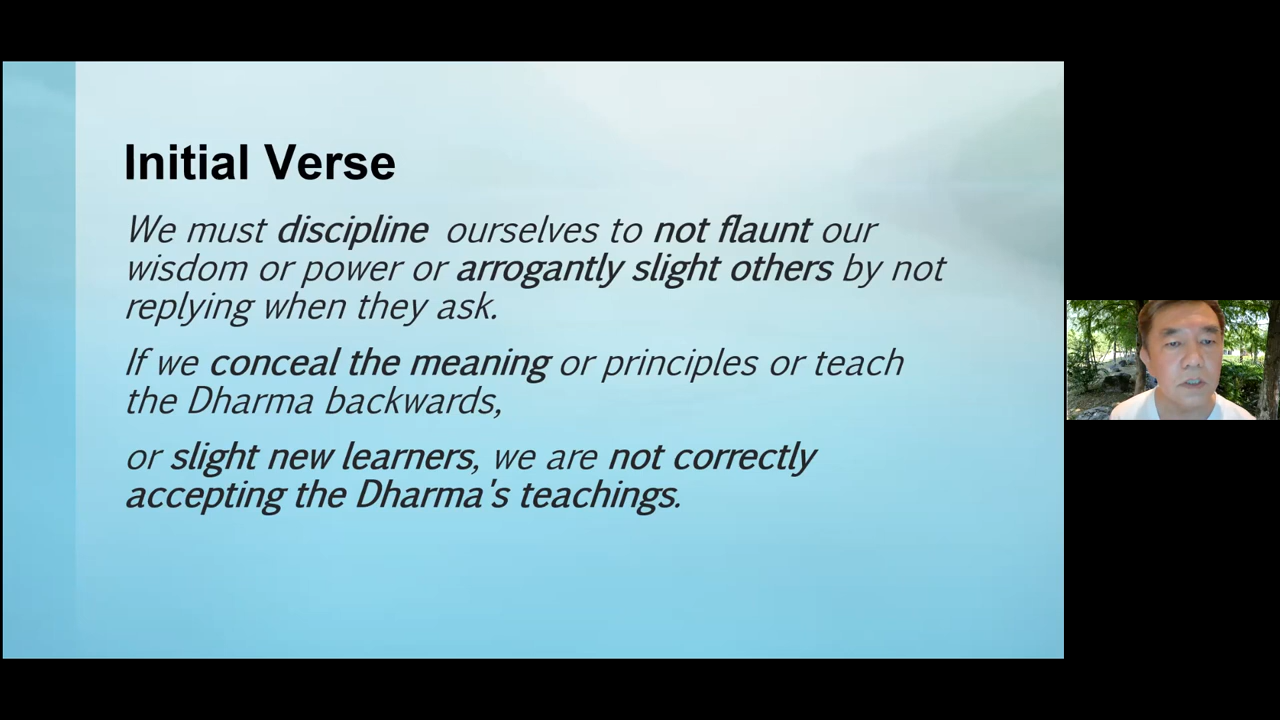 Initial Verse
We must discipline ourselves to not flaunt our
wisdom or power or arrogantly slight others by not
replying when they ask.
If we conceal the meaning or principles or teach
the Dharma backwards,
or slight new learners, we are not correctly
accepting the Dharma's teachings.